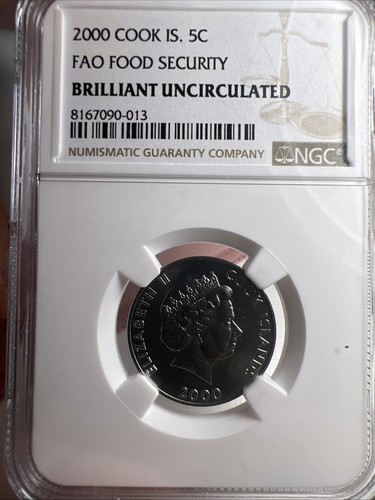 2000 COOK IS. 5C
FAO FOOD SECURITY
BRILLIANT UNCIRCULATED
8167090-013
NUMISMATIC GUARANTY COMPANY
NGC
ELIZABETH II
COOK ISLANDS
2000